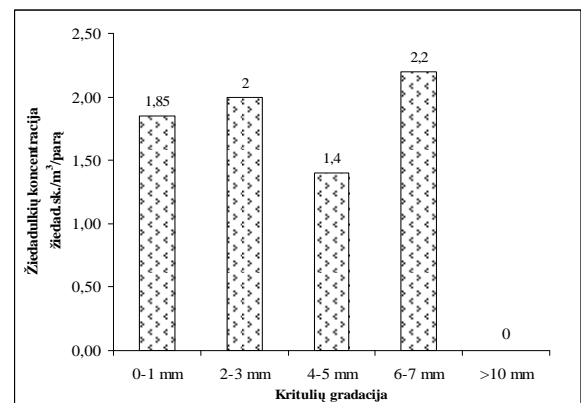 Žiedadulkių koncentracija
žiedad.sk./m³/parą
2,50
2,00
1,50
1,00
0,50
0,00
1,85
2
1,4
2,2
0
0-1 mm 2-3 mm 4-5 mm 6-7 mm >10 mm
Kritulių gradacija